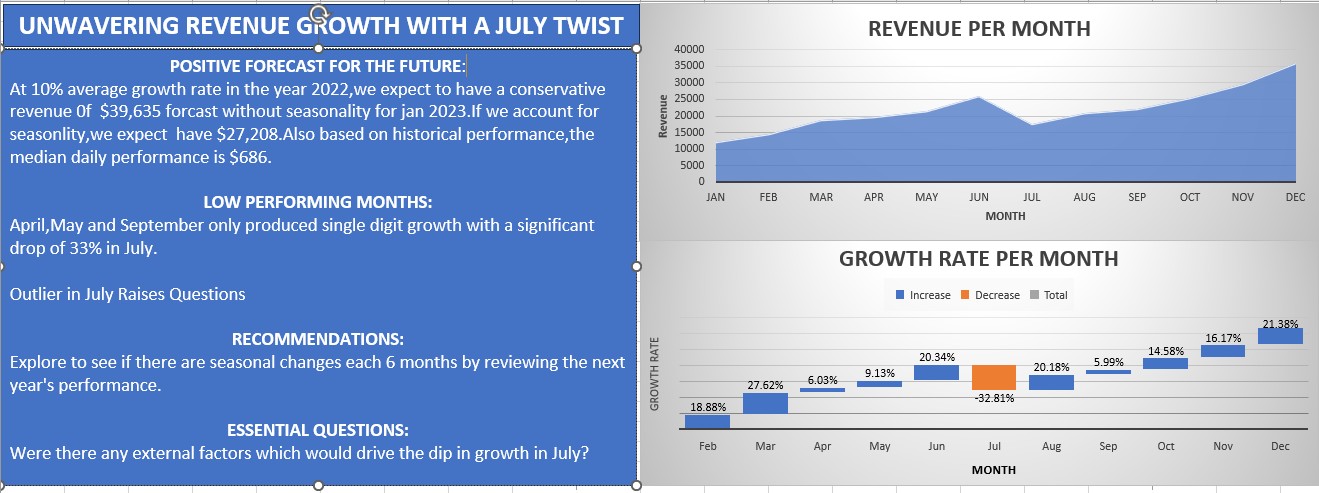 UNWAVERING REVENUE GROWTH WITH A JULY TWIST
POSITIVE FORECAST FOR THE FUTURE:
At 10% average growth rate in the year 2022,we expect to have a conservative
revenue 0f  $39,635 forcast without seasonality for jan 2023.If we account for
seasonlity,we expect  have $27,208.Also based on historical performance,the
median daily performance is $686.
LOW PERFORMING MONTHS:
April,May and September only produced single digit growth with a significant
drop of 33% in July.
Outlier in July Raises Questions
RECOMMENDATIONS:
Explore to see if there are seasonal changes each 6 months by reviewing the next
year's performance.
ESSENTIAL QUESTIONS:
Were there any external factors which would drive the dip in growth in July?
REVENUE PER MONTH
Revenue
40000
35000
30000
25000
20000
15000
10000
5000
0
JAN FEB MAR APR MAY JUN JUL AUG SEP OCT NOV DEC
MONTH
GROWTH RATE PER MONTH
Increase Decrease Total
GROWTH RATE
18.88% 27.62% 6.03% 9.13% 20.34% -32.81% 20.18% 5.99% 14.58% 16.17% 21.38%
Feb Mar Apr May Jun Jul Aug Sep Oct Nov Dec
MONTH